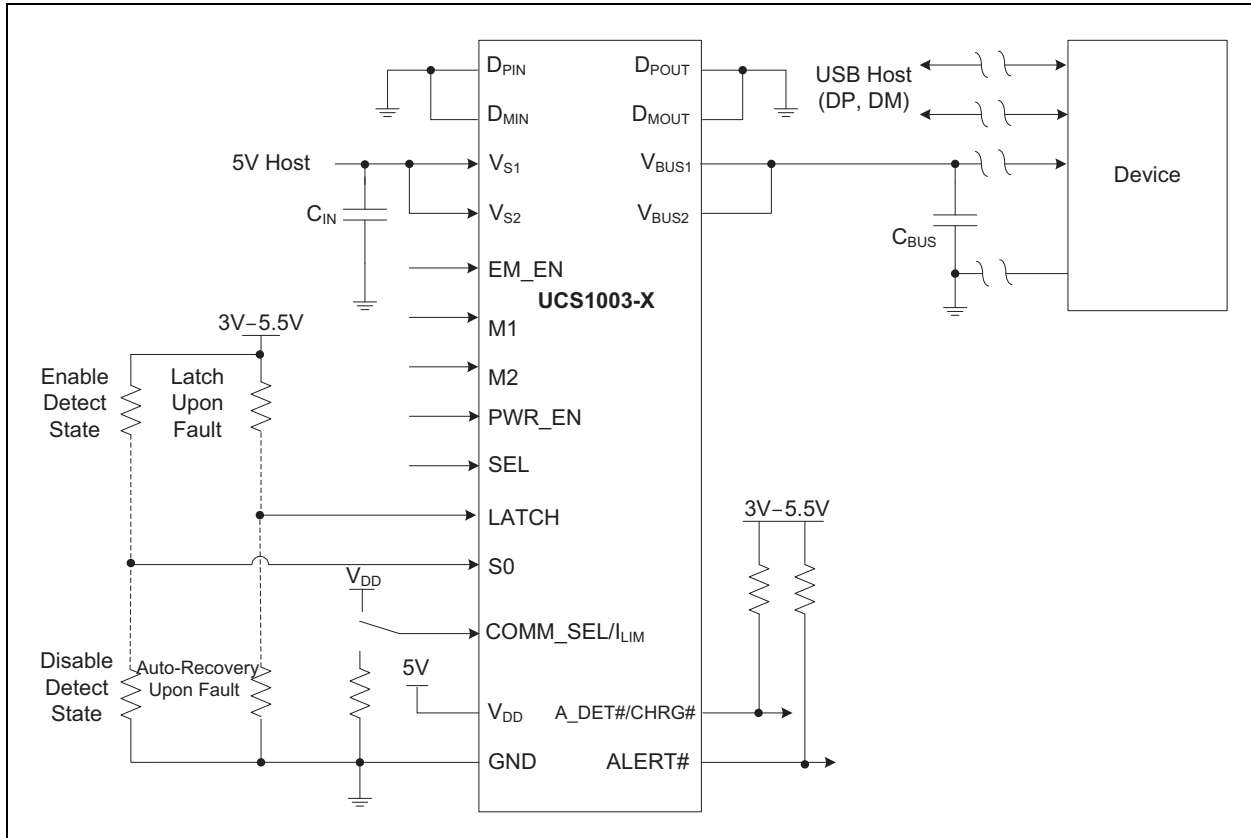 DPIN
DMIN
VS1
VS2
EM_EN
M1
M2
PWR_EN
SEL
LATCH
S0
COMM_SEL/ILIM
VDD
GND
DPOUT
DMOUT
VBUS1
VBUS2
UCS1003-X
A_DET#/CHRG#
ALERT#
5V Host
CIN
3V–5.5V
Enable
Detect
State
Latch
Upon
Fault
VDD
Disable
Detect
State
Auto-Recovery
Upon Fault
5V
USB Host
(DP, DM)
CBUS
Device
3V–5.5V